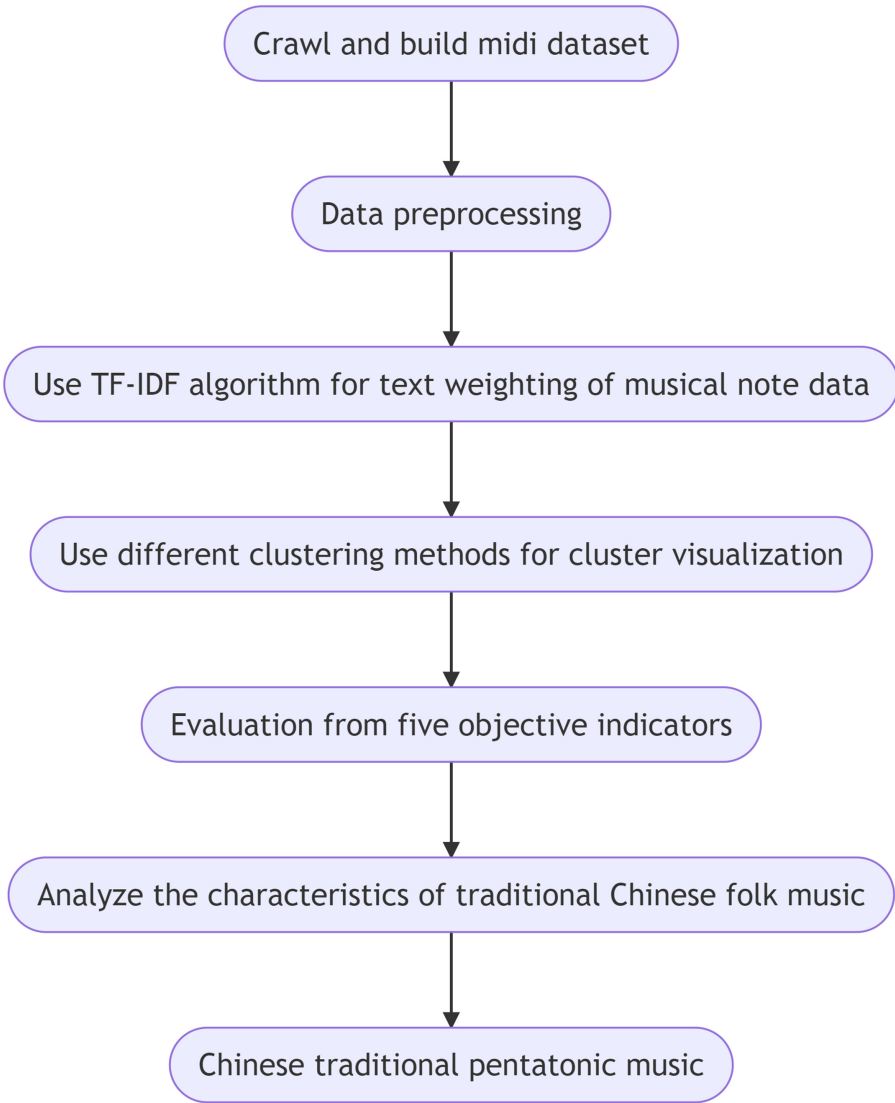 Crawl and build midi dataset
Data preprocessing
Use TF-IDF algorithm for text weighting of musical note data
Use different clustering methods for cluster visualization
Evaluation from five objective indicators
Analyze the characteristics of traditional Chinese folk music
Chinese traditional pentatonic music